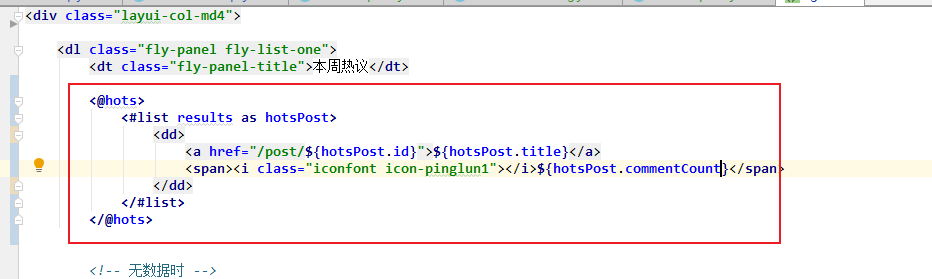 <div class="layui-col-md4">
<dl class="fly-panel fly-list-one">
<dt class="fly-panel-title">本周热议</dt>
<@hots>
<#list results as hotsPost>
<dd>
<a href="/post/${hotsPost.id}">${hotsPost.title}</a>
<span><i class="iconfont icon-pinglun1"></i>${hotsPost.commentCount}</span>
</dd>
</#list>
</@hots>
<!-- 无数据时 -->